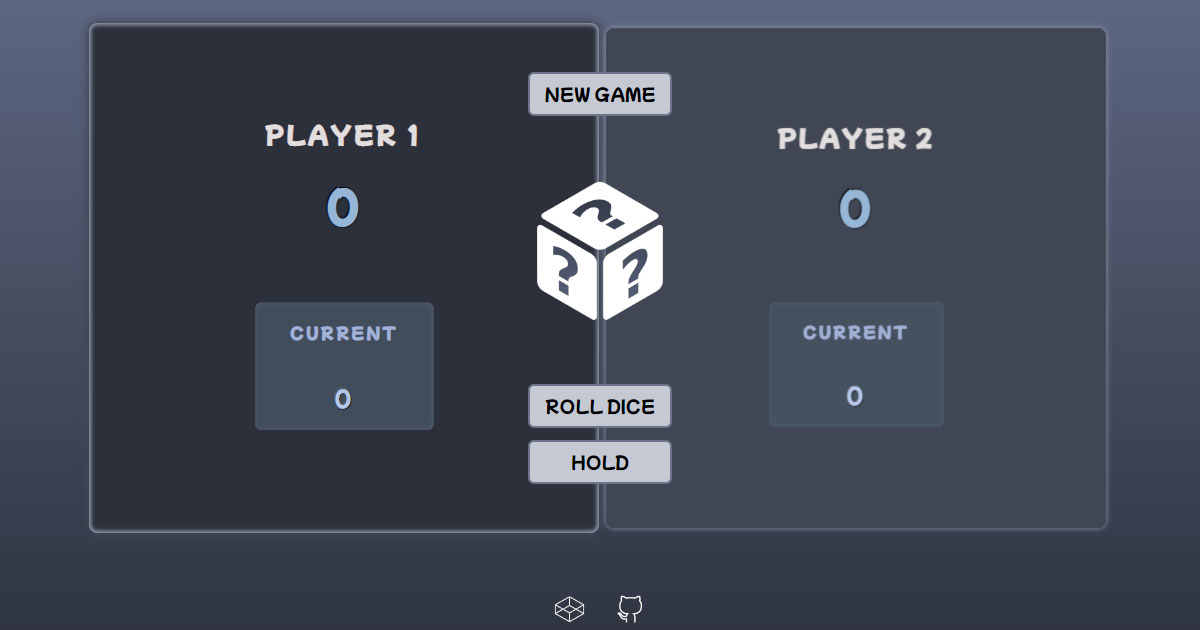 NEW GAME
PLAYER 1
0
CURRENT
0
PLAYER 2
0
CURRENT
0
?
?
?
ROLL DICE
HOLD